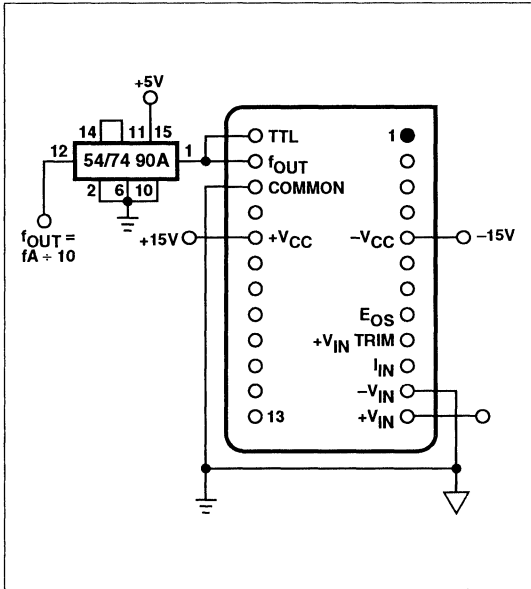 +5V
14 11 15
12 54/74 90A 1
2 6 10
fOUT =
fA ÷ 10
TTL 1
fOUT
COMMON
+15V +VCC -VCC -15V
EOS
+VIN TRIM
IIN
-VIN
13 +VIN